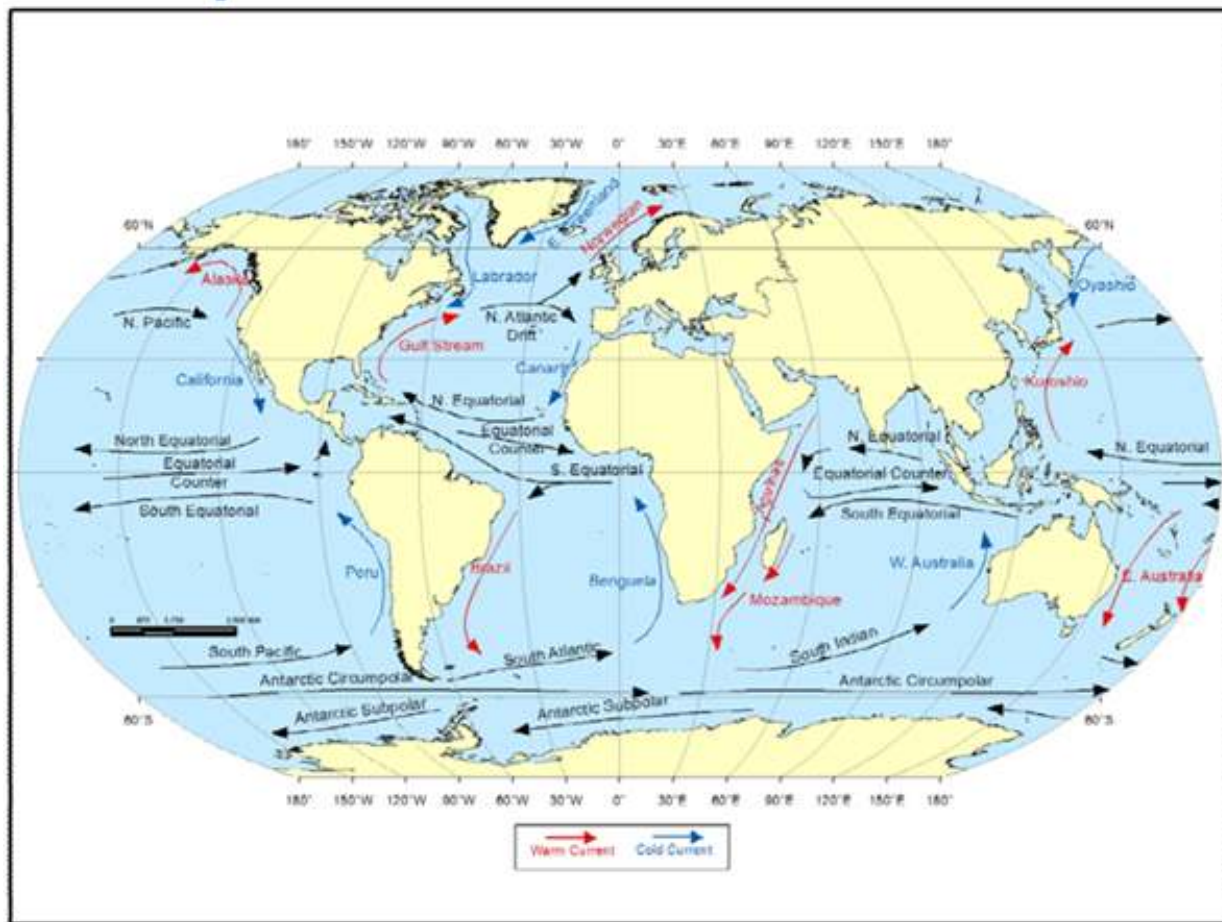 180° 150°W 120°W 90°W 60°W 30°W 0° 30°E 60°E 90°E 120°E 150°E 180°
60°N
60°N
E. Greenland
Norwegian
Alaska
Labrador
Oyashio
N. Pacific
N. Atlantic
Drift
Gulf Stream
California
Canary
Kuroshio
N. Equatorial
North Equatorial
Equatorial
Counter
N. Equatorial
N. Equatorial
Equatorial
Counter
S. Equatorial
Equatorial Counter
South Equatorial
South Equatorial
Agulhas
Peru
Brazil
Benguela
Mozambique
W. Australia
E. Australia
South Pacific
South Atlantic
South Indian
Antarctic Circumpolar
Antarctic Circumpolar
Antarctic Subpolar
Antarctic Subpolar
60°S
60°S
180° 150°W 120°W 90°W 60°W 30°W 0° 30°E 60°E 90°E 120°E 150°E 180°
Warm Current
Cold Current